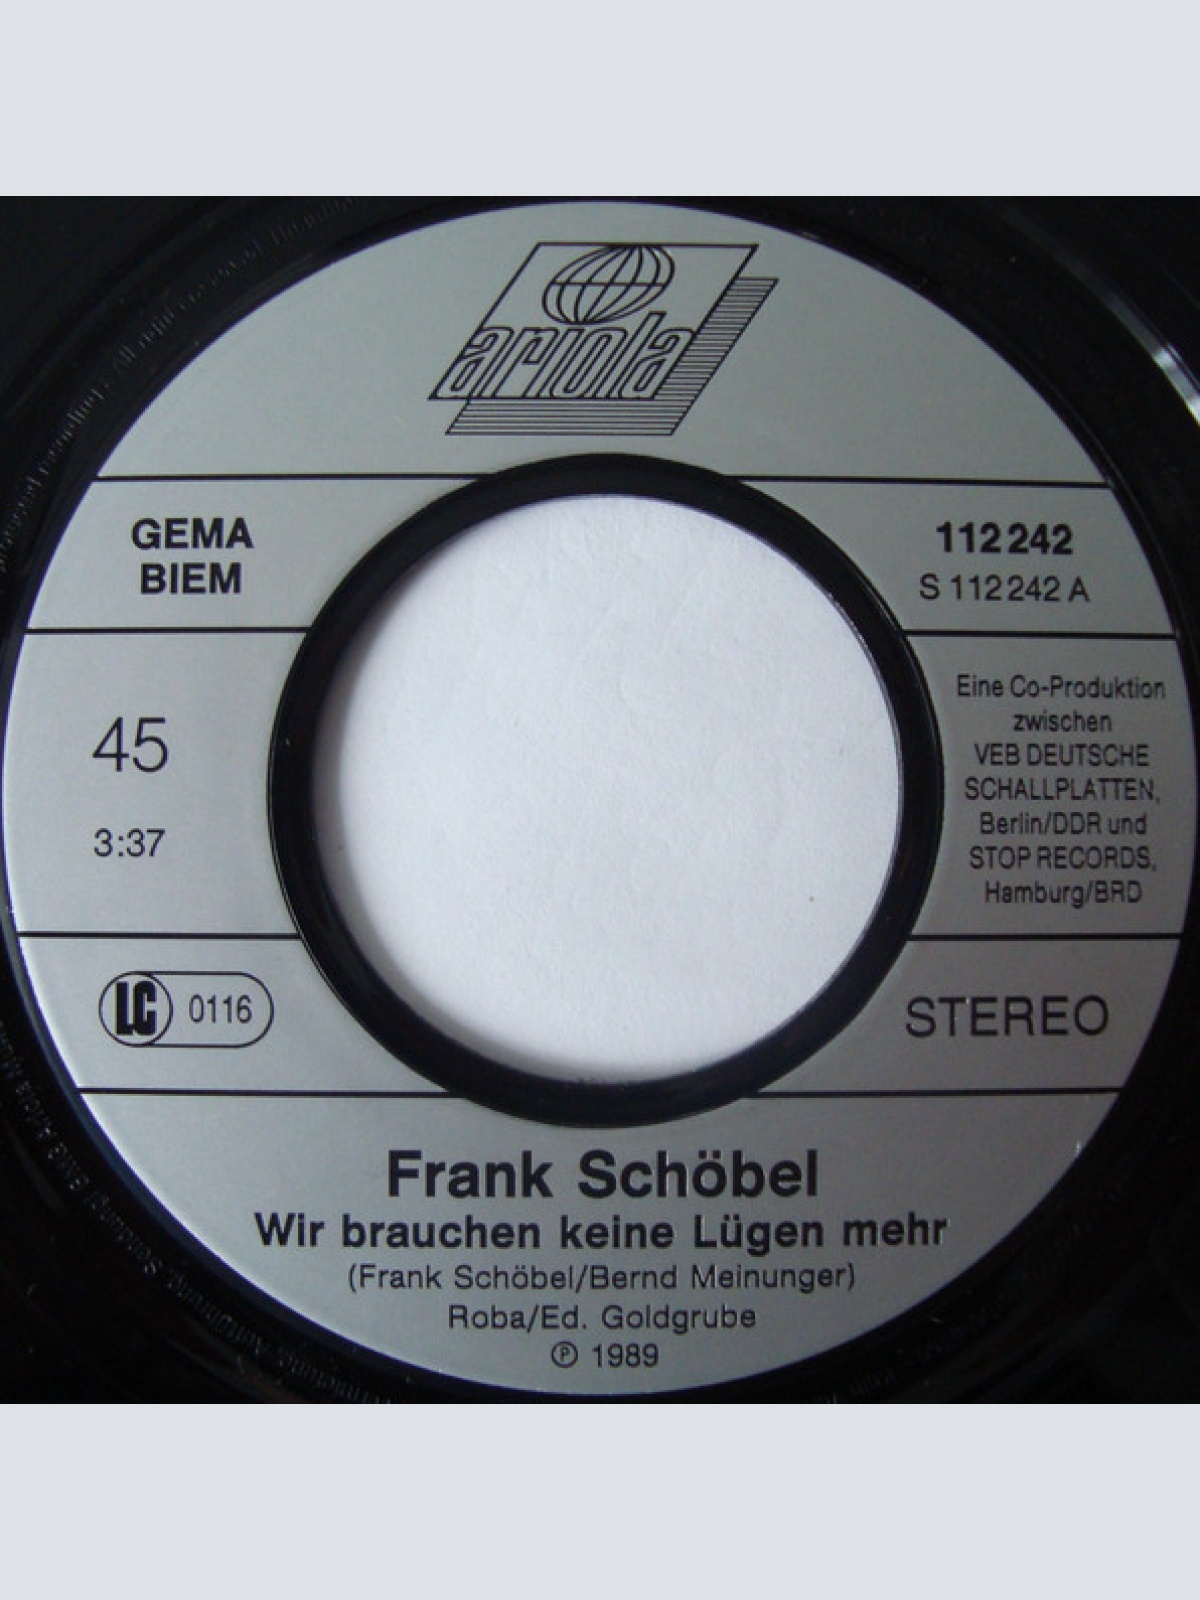 ariola
GEMA
BIEM
112 242
S 112 242 A
45
3:37
Eine Co-Produktion
zwischen
VEB DEUTSCHE
SCHALLPLATTEN,
Berlin/DDR und
STOP RECORDS,
Hamburg/BRD
LC 0116
STEREO
Frank Schöbel
Wir brauchen keine Lügen mehr
(Frank Schöbel/Bernd Meinunger)
Roba/Ed. Goldgrube
℗ 1989